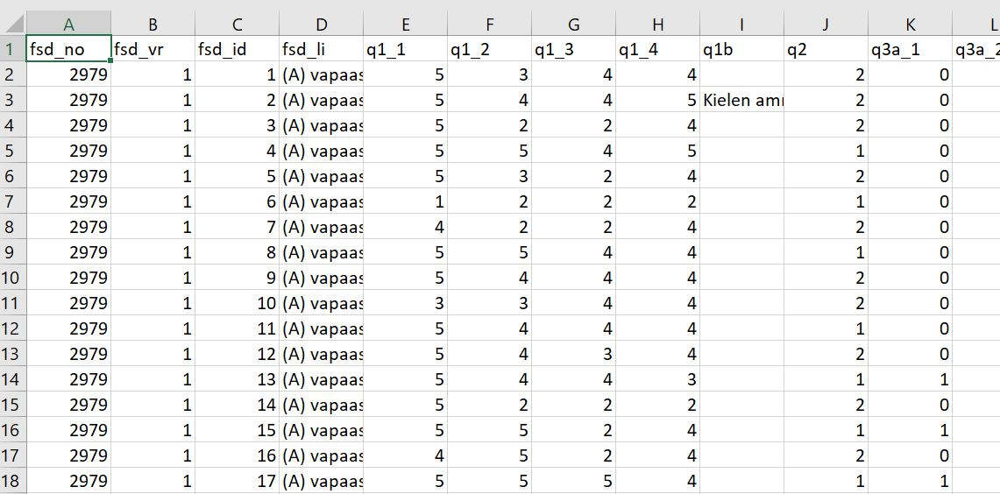 A B C D E F G H I J K L
1 fsd_no fsd_vr fsd_id fsd_li q1_1 q1_2 q1_3 q1_4 q1b q2 q3a_1 q3a_2
2 2979 1 1 (A) vapaas 5 3 4 4 2 0
3 2979 1 2 (A) vapaas 5 4 4 5 Kielen amm 2 0
4 2979 1 3 (A) vapaas 5 2 2 4 2 0
5 2979 1 4 (A) vapaas 5 5 4 5 1 0
6 2979 1 5 (A) vapaas 5 3 2 4 2 0
7 2979 1 6 (A) vapaas 1 2 2 2 1 0
8 2979 1 7 (A) vapaas 4 2 2 4 2 0
9 2979 1 8 (A) vapaas 5 5 4 4 1 0
10 2979 1 9 (A) vapaas 5 4 4 4 2 0
11 2979 1 10 (A) vapaas 3 3 4 4 2 0
12 2979 1 11 (A) vapaas 5 4 4 4 1 0
13 2979 1 12 (A) vapaas 5 4 3 4 2 0
14 2979 1 13 (A) vapaas 5 4 4 3 1 1
15 2979 1 14 (A) vapaas 5 2 2 2 2 0
16 2979 1 15 (A) vapaas 5 5 2 4 1 1
17 2979 1 16 (A) vapaas 4 5 2 4 2 0
18 2979 1 17 (A) vapaas 5 5 5 4 1 1